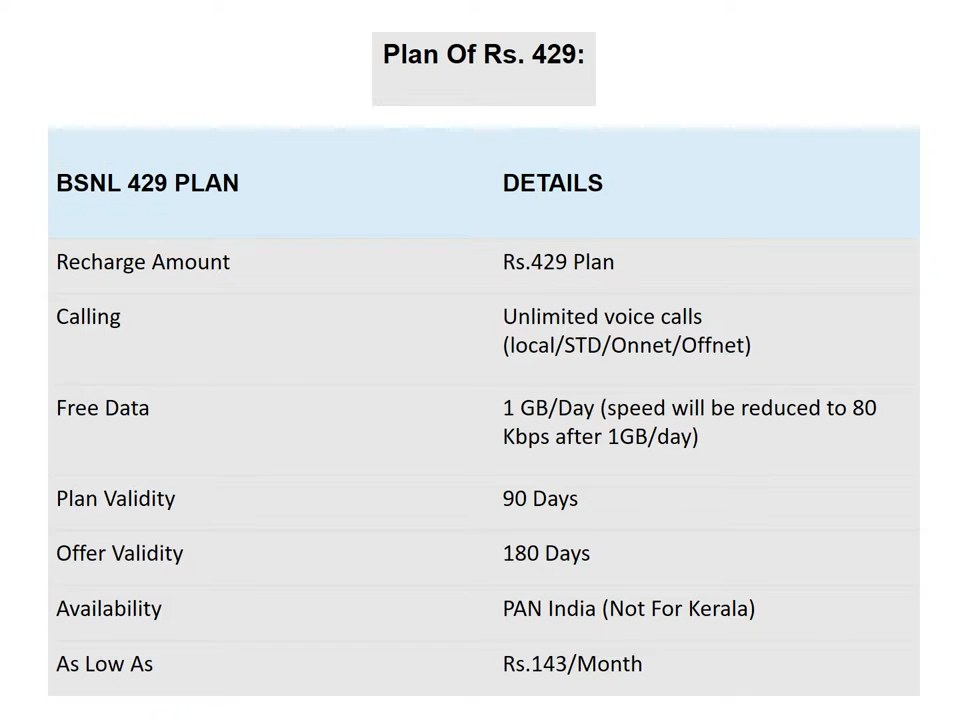 Plan Of Rs. 429:
BSNL 429 PLAN DETAILS
Recharge Amount Rs.429 Plan
Calling Unlimited voice calls
(local/STD/Onnet/Offnet)
Free Data 1 GB/Day (speed will be reduced to 80
Kbps after 1GB/day)
Plan Validity 90 Days
Offer Validity 180 Days
Availability PAN India (Not For Kerala)
As Low As Rs.143/Month